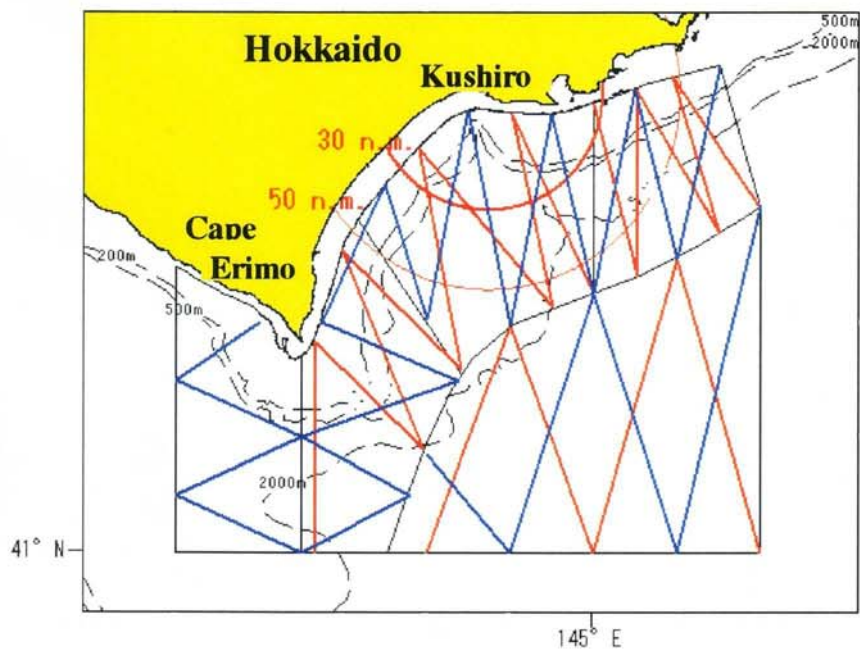 500m
2000m
Hokkaido
Kushiro
30 n.m.
50 n.m.
Cape
Erimo
200m
500m
2000m
41° N
145° E